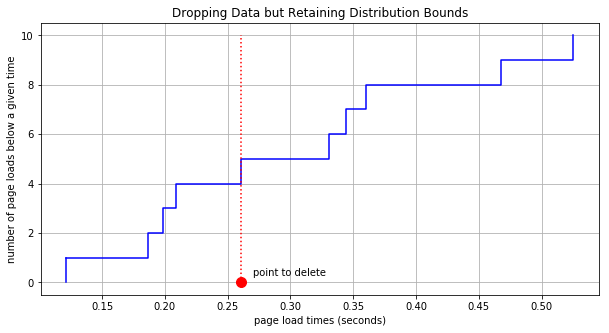 Dropping Data but Retaining Distribution Bounds
number of page loads below a given time
10
8
6
4
2
0
point to delete
0.15 0.20 0.25 0.30 0.35 0.40 0.45 0.50
page load times (seconds)